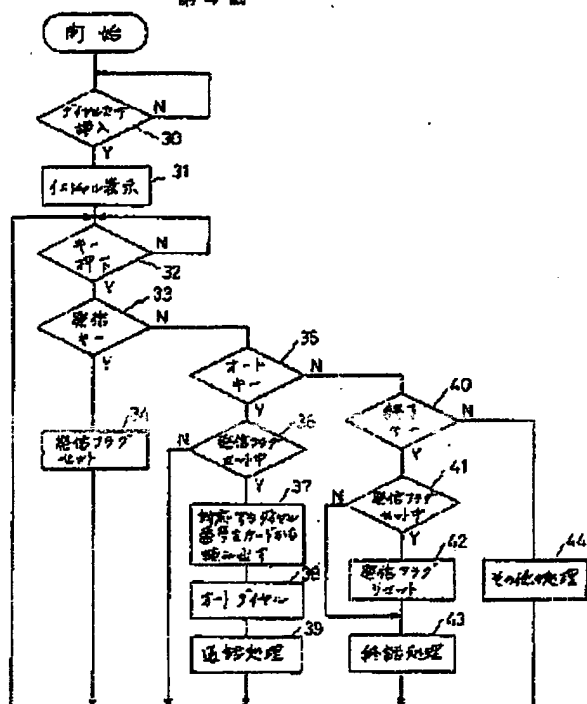 第4図
開始
ダイヤルカード
挿入
N
30
Y
31
イニシャル表示
キー
押下
N
32
Y
33
発信
キー
N
Y
35
オート
キー
N
Y
40
終了
キー
N
Y
34
発信フラグ
セット
36
発信フラグ
セット中
N
Y
41
発信フラグ
セット中
N
Y
37
対応するダイヤル
番号をカードから
読み出す
42
発信フラグ
リセット
44
その他処理
38
オートダイヤル
39
通話処理
43
終話処理